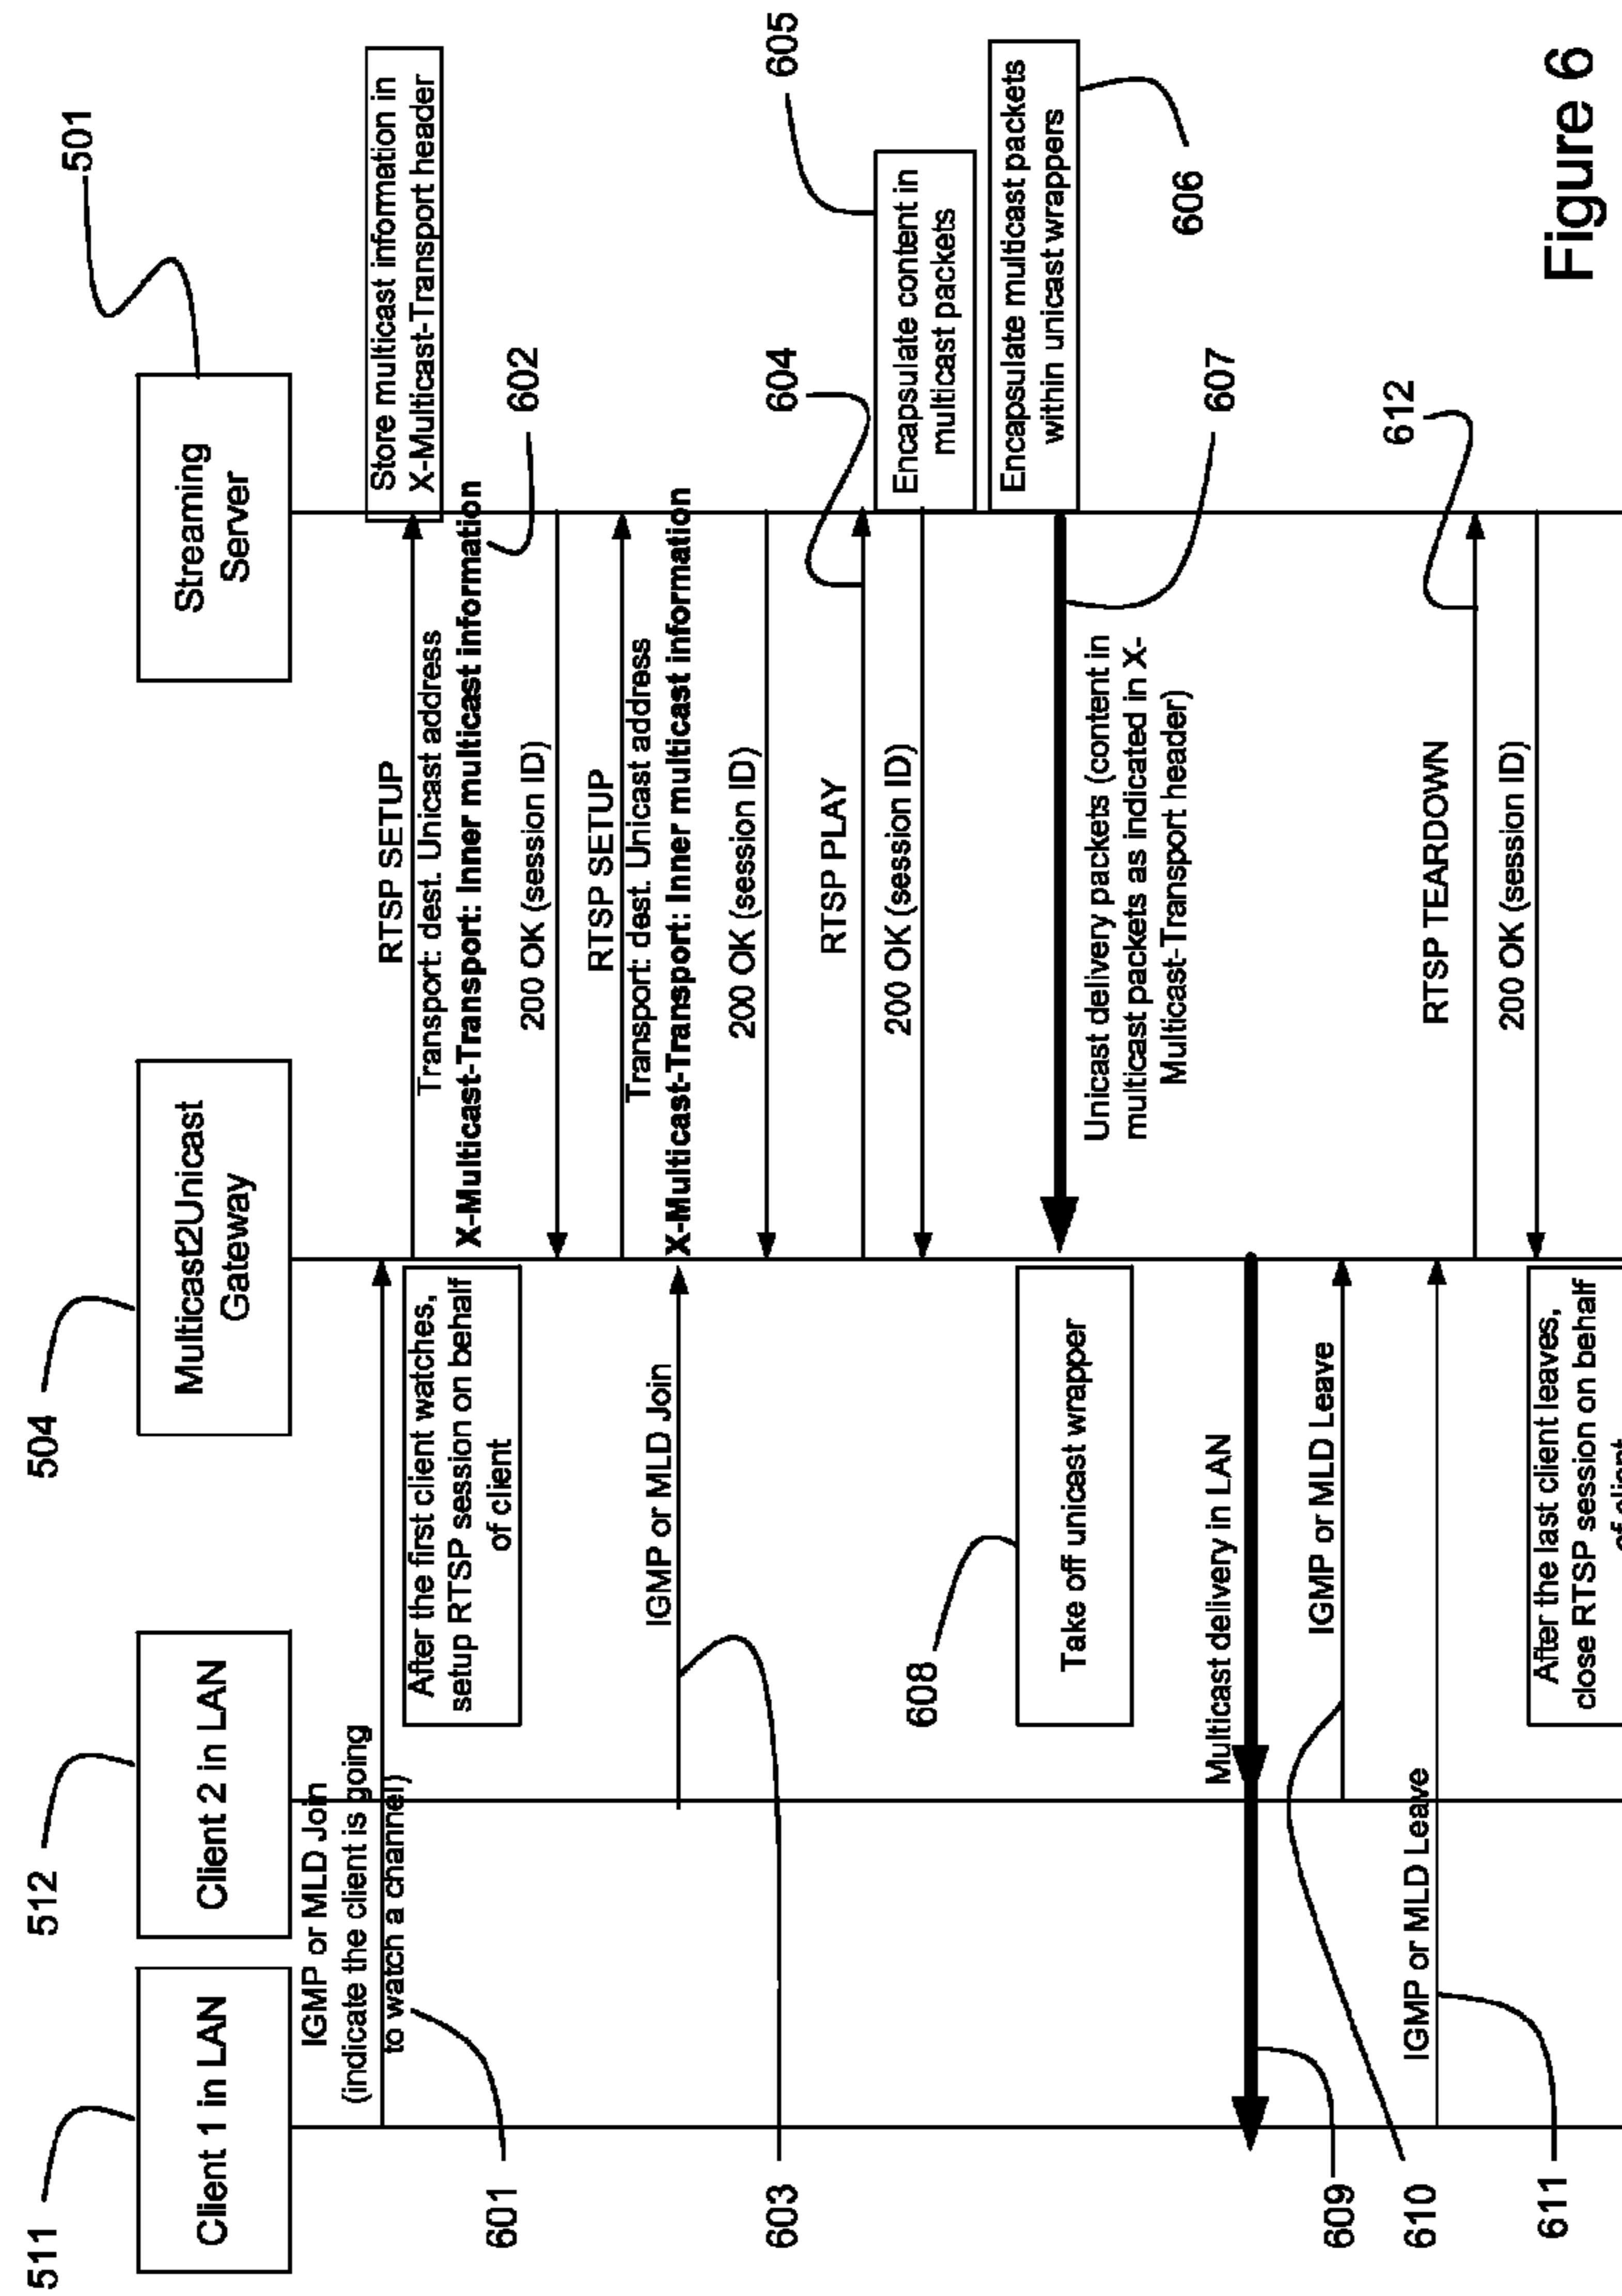 511
Client 1 in LAN
512
Client 2 in LAN
504
Multicast2Unicast
Gateway
501
Streaming
Server
IGMP or MLD Join
(indicate the client is going
to watch a channel)
601
After the first client watches,
setup RTSP session on behalf
of client
RTSP SETUP
Transport: dest. Unicast address
X-Multicast-Transport: Inner multicast information
602
Store multicast information in
X-Multicast-Transport header
200 OK (session ID)
RTSP SETUP
Transport: dest. Unicast address
X-Multicast-Transport: Inner multicast information
IGMP or MLD Join
603
200 OK (session ID)
RTSP PLAY
604
200 OK (session ID)
Encapsulate content in
multicast packets
605
Encapsulate multicast packets
within unicast wrappers
606
607
Unicast delivery packets (content in
multicast packets as indicated in X-
Multicast-Transport header)
608
Take off unicast wrapper
Multicast delivery in LAN
609
IGMP or MLD Leave
610
IGMP or MLD Leave
611
RTSP TEARDOWN
612
200 OK (session ID)
After the last client leaves,
close RTSP session on behalf
of client
Figure 6